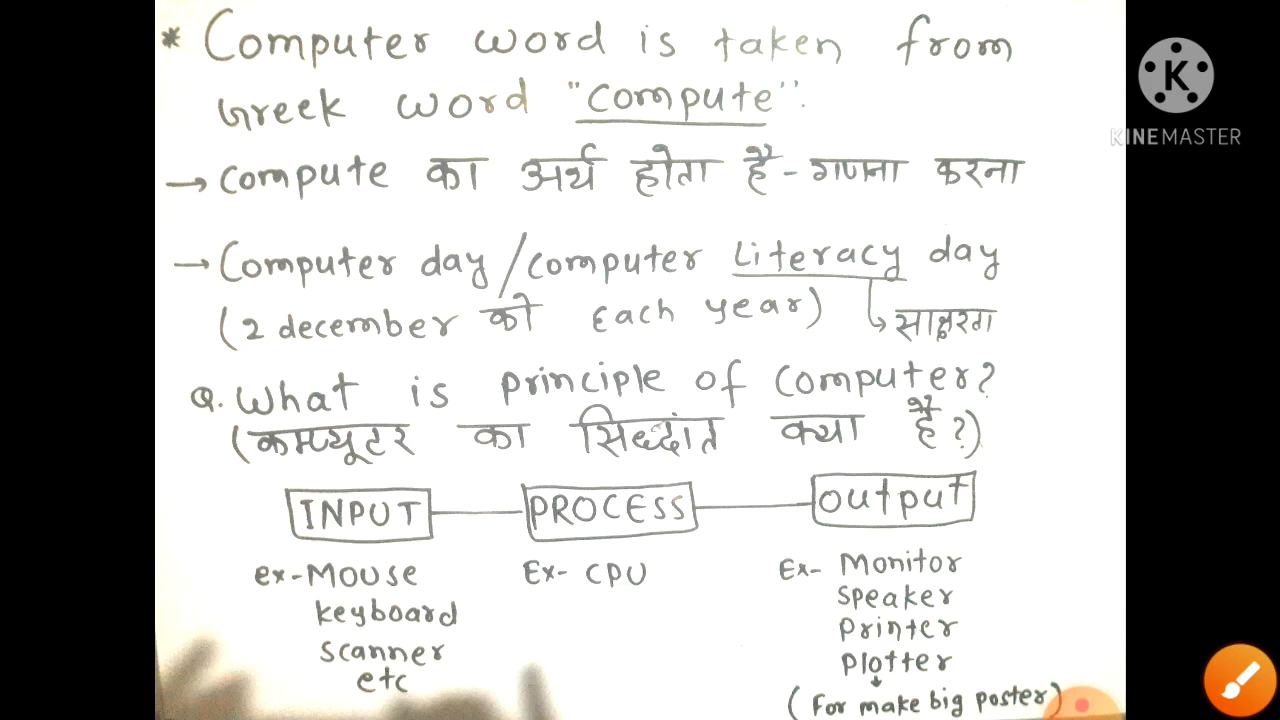 * Computer word is taken from
Greek word "compute".
→ compute का अर्थ होता है - गणना करना
→ Computer day / computer Literacy day
(2 december को Each year) ↳ साक्षरता
Q. What is principle of computer?
(कम्प्यूटर का सिद्धांत क्या है?)
INPUT PROCESS Output
ex- Mouse Ex- CPU Ex- Monitor
keyboard Speaker
scanner Printer
etc Plotter
(For make big poster)
K
KINEMASTER